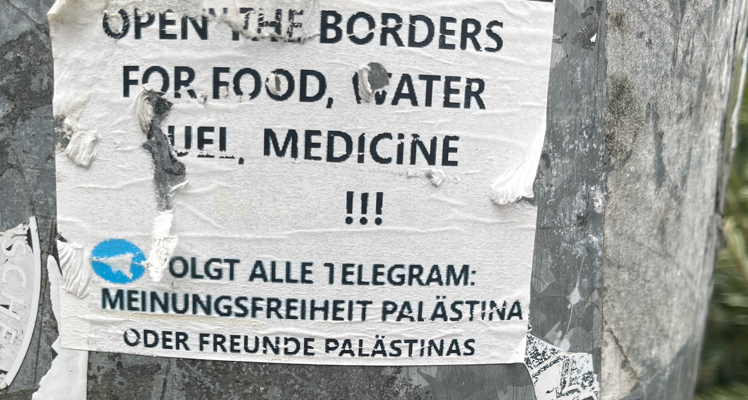 OPEN THE BORDERS
FOR FOOD, WATER
FUEL, MEDICINE
!!!
FOLGT ALLE TELEGRAM:
MEINUNGSFREIHEIT PALÄSTINA
ODER FREUNDE PALÄSTINAS